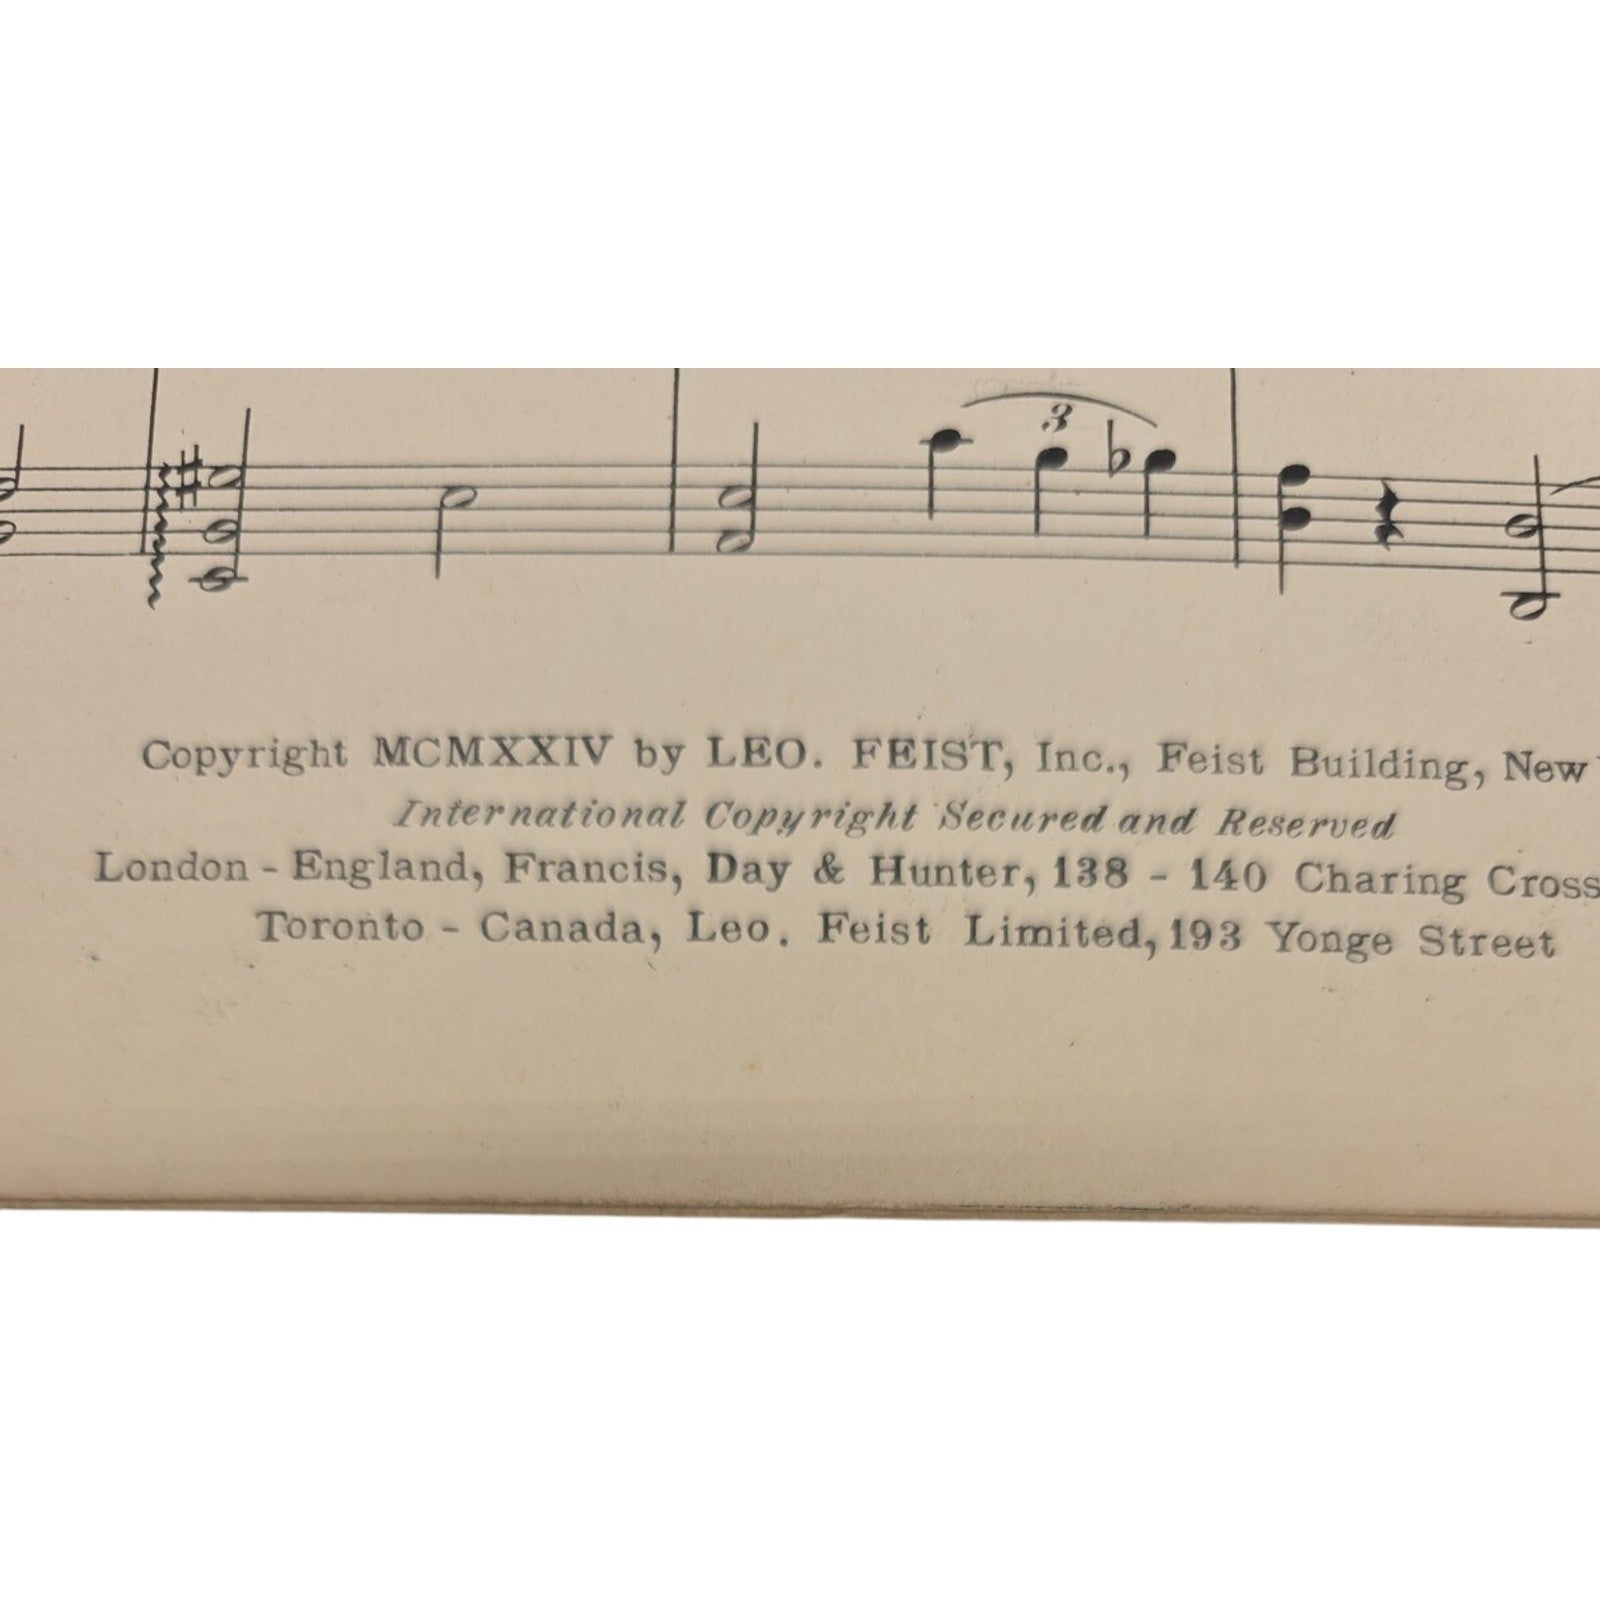 3
Copyright MCMXXIV by LEO. FEIST, Inc., Feist Building, New
International Copyright Secured and Reserved
London - England, Francis, Day & Hunter, 138 - 140 Charing Cross
Toronto - Canada, Leo. Feist Limited, 193 Yonge Street